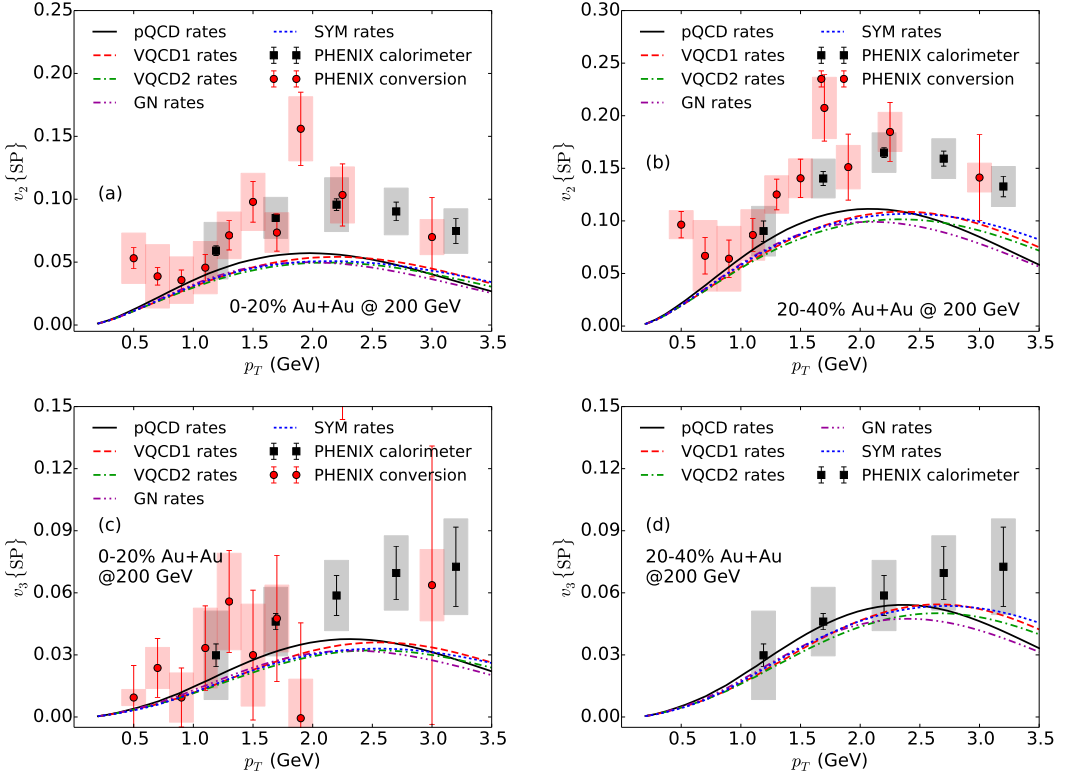 0.25
0.20
0.15
0.10
0.05
0.00
v₂{SP}
pQCD rates
VQCD1 rates
VQCD2 rates
GN rates
SYM rates
PHENIX calorimeter
PHENIX conversion
(a)
0-20% Au+Au @ 200 GeV
0.5 1.0 1.5 2.0 2.5 3.0 3.5
p_T (GeV)
0.30
0.25
0.20
0.15
0.10
0.05
0.00
v₂{SP}
pQCD rates
VQCD1 rates
VQCD2 rates
GN rates
SYM rates
PHENIX calorimeter
PHENIX conversion
(b)
20-40% Au+Au @ 200 GeV
0.5 1.0 1.5 2.0 2.5 3.0 3.5
p_T (GeV)
0.15
0.12
0.09
0.06
0.03
0.00
v₃{SP}
pQCD rates
VQCD1 rates
VQCD2 rates
GN rates
SYM rates
PHENIX calorimeter
PHENIX conversion
(c)
0-20% Au+Au
@200 GeV
0.5 1.0 1.5 2.0 2.5 3.0 3.5
p_T (GeV)
0.15
0.12
0.09
0.06
0.03
0.00
v₃{SP}
pQCD rates
VQCD1 rates
VQCD2 rates
GN rates
SYM rates
PHENIX calorimeter
(d)
20-40% Au+Au
@200 GeV
0.5 1.0 1.5 2.0 2.5 3.0 3.5
p_T (GeV)